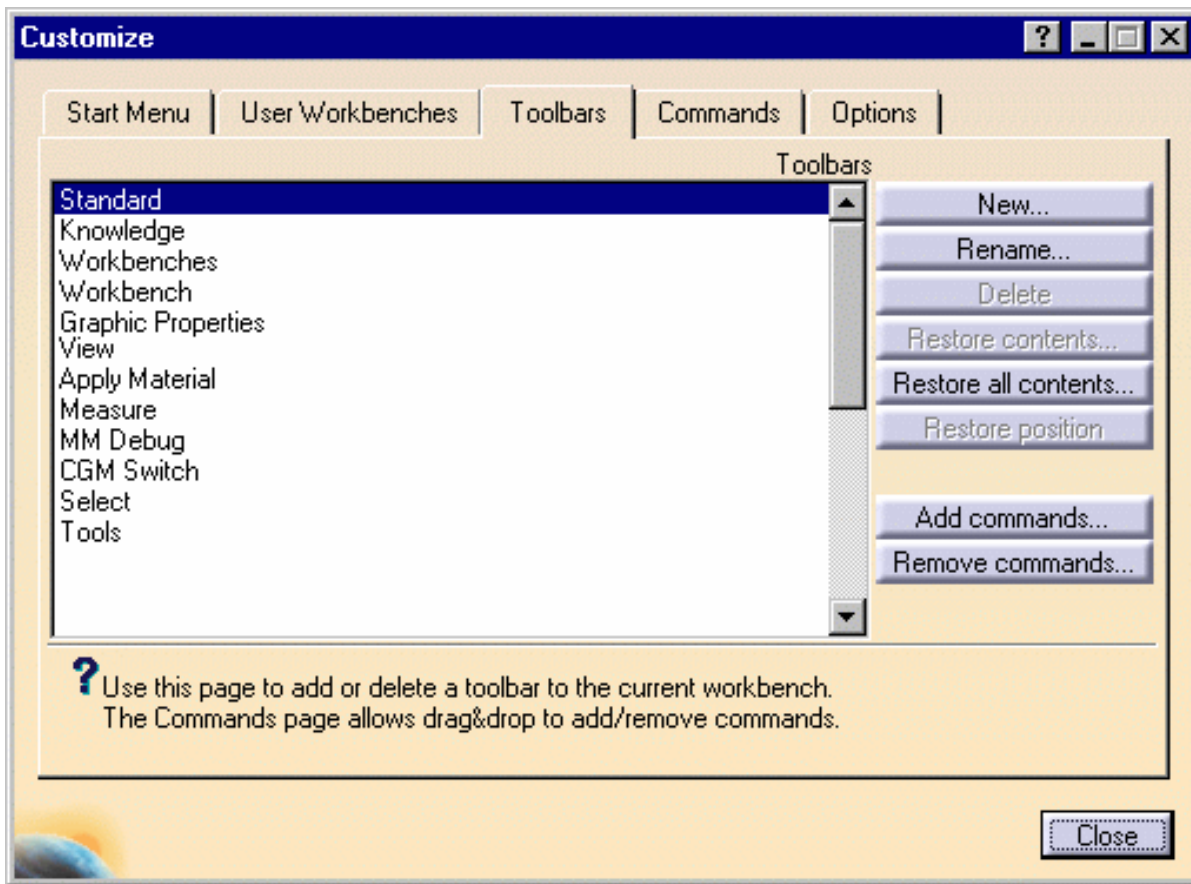 Customize
Start Menu
User Workbenches
Toolbars
Commands
Options
Toolbars
Standard
Knowledge
Workbenches
Workbench
Graphic Properties
View
Apply Material
Measure
MM Debug
CGM Switch
Select
Tools
New...
Rename...
Delete
Restore contents...
Restore all contents...
Restore position
Add commands...
Remove commands...
? Use this page to add or delete a toolbar to the current workbench.
The Commands page allows drag&drop to add/remove commands.
Close